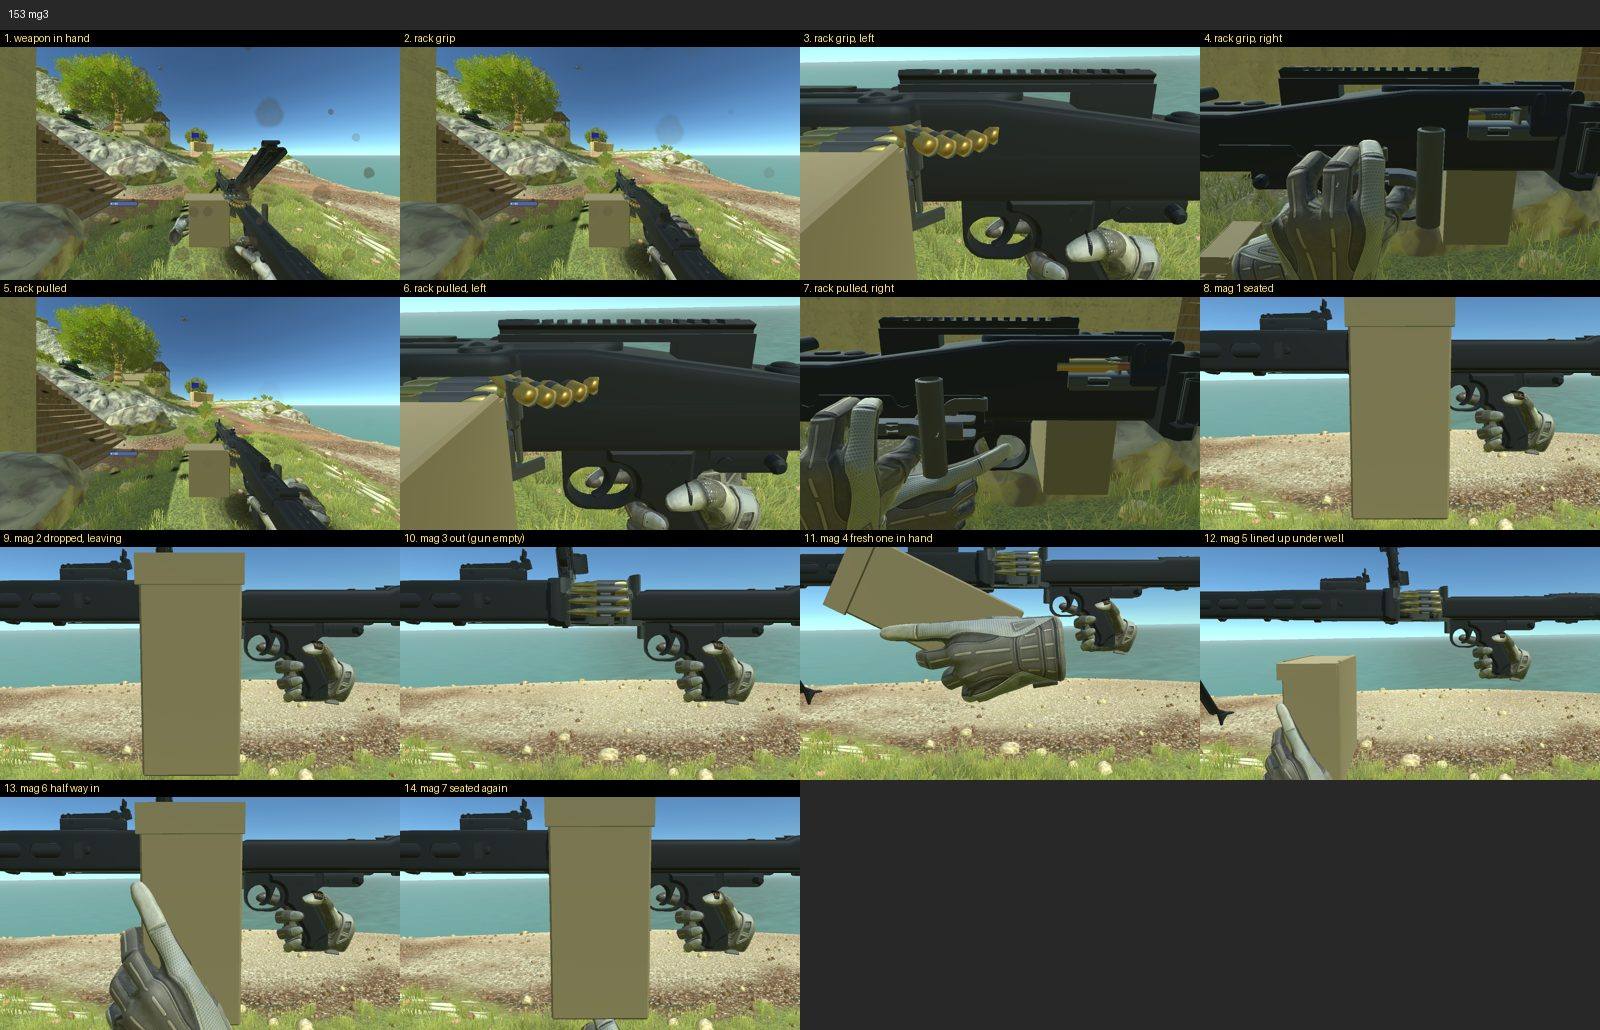 153 mg3
1. weapon in hand
2. rack grip
3. rack grip, left
4. rack grip, right
5. rack pulled
6. rack pulled, left
7. rack pulled, right
8. mag 1 seated
9. mag 2 dropped, leaving
10. mag 3 out (gun empty)
11. mag 4 fresh one in hand
12. mag 5 lined up under well
13. mag 6 half way in
14. mag 7 seated again